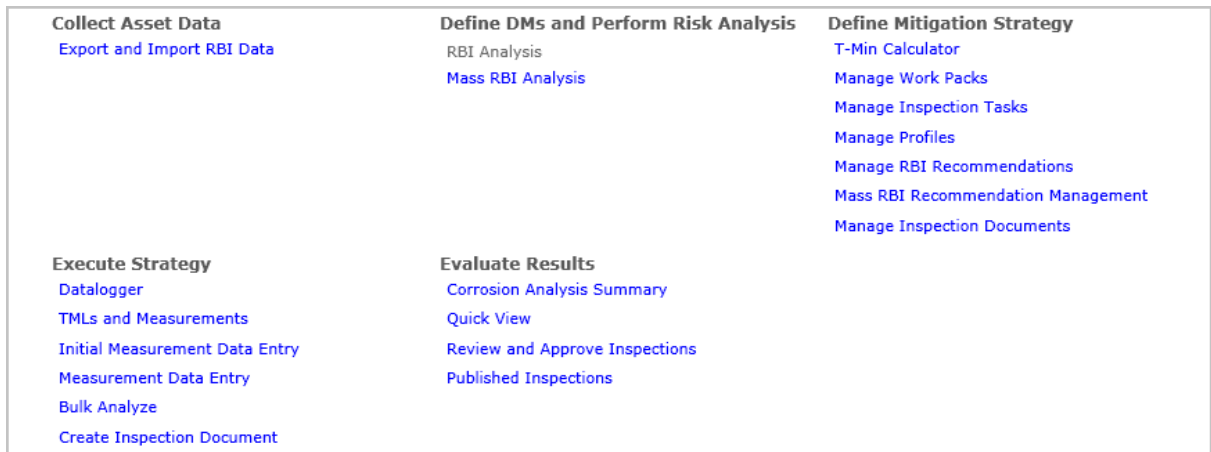 Collect Asset Data
Export and Import RBI Data
Define DMs and Perform Risk Analysis
RBI Analysis
Mass RBI Analysis
Define Mitigation Strategy
T-Min Calculator
Manage Work Packs
Manage Inspection Tasks
Manage Profiles
Manage RBI Recommendations
Mass RBI Recommendation Management
Manage Inspection Documents
Execute Strategy
Datalogger
TMLs and Measurements
Initial Measurement Data Entry
Measurement Data Entry
Bulk Analyze
Create Inspection Document
Evaluate Results
Corrosion Analysis Summary
Quick View
Review and Approve Inspections
Published Inspections